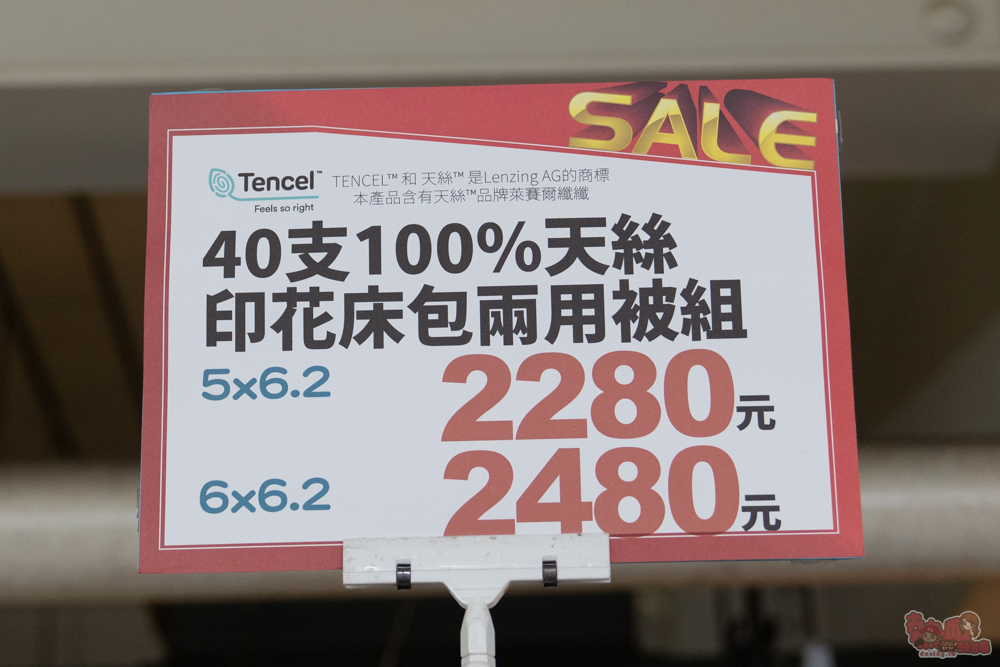 SALE
Tencel™
Feels so right
TENCEL™ 和 天絲™ 是Lenzing AG的商標
本產品含有天絲™品牌萊賽爾纖纖
40支100%天絲
印花床包兩用被組
5x6.2
2280元
6x6.2
2480元